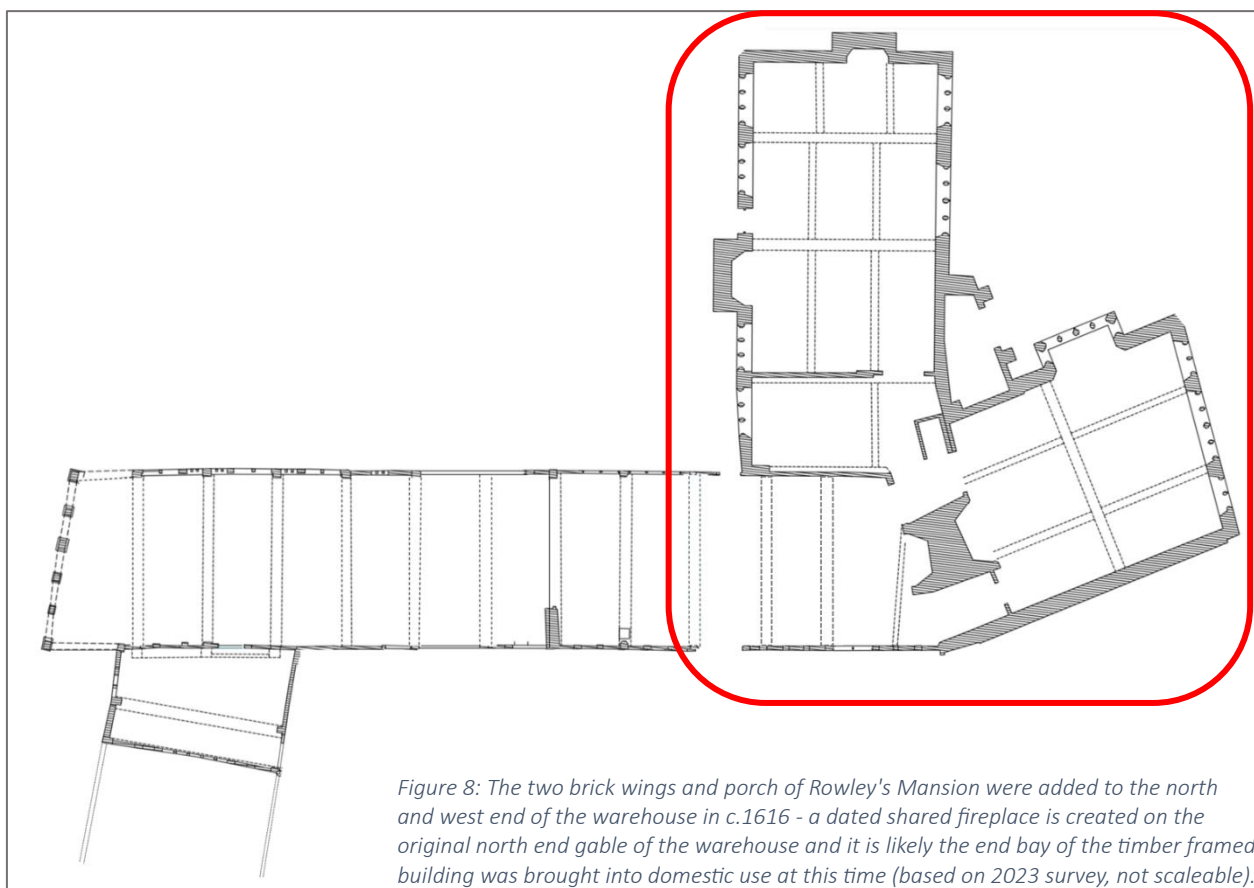 Figure 8: The two brick wings and porch of Rowley's Mansion were added to the north
and west end of the warehouse in c.1616 - a dated shared fireplace is created on the
original north end gable of the warehouse and it is likely the end bay of the timber framed
building was brought into domestic use at this time (based on 2023 survey, not scaleable)